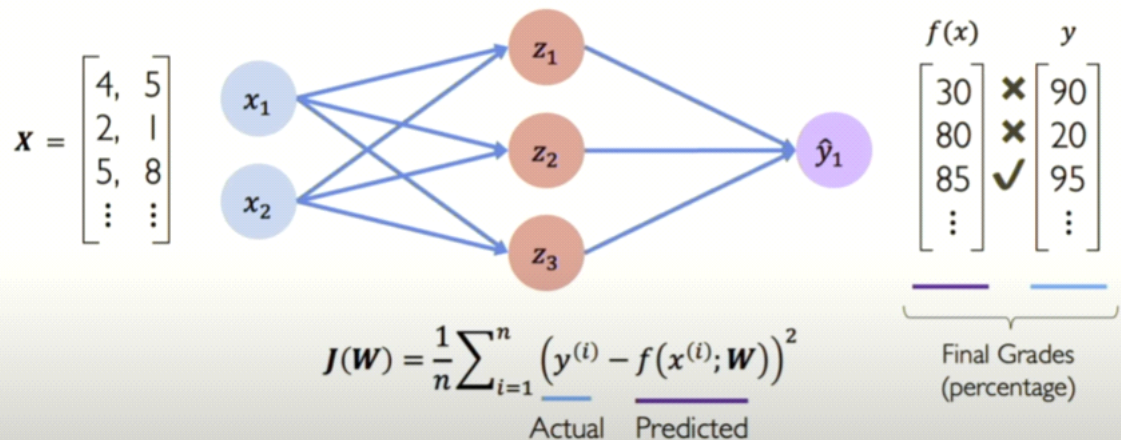 X =
4, 5
2, 1
5, 8
⋮ ⋮
x₁
x₂
z₁
z₂
z₃
ŷ₁
f(x) y
30 ✖ 90
80 ✖ 20
85 ✓ 95
⋮ ⋮
Final Grades
(percentage)
J(W) = 1/n ∑ⁿᵢ₌₁ (y⁽ⁱ⁾ − f(x⁽ⁱ⁾; W))²
Actual Predicted